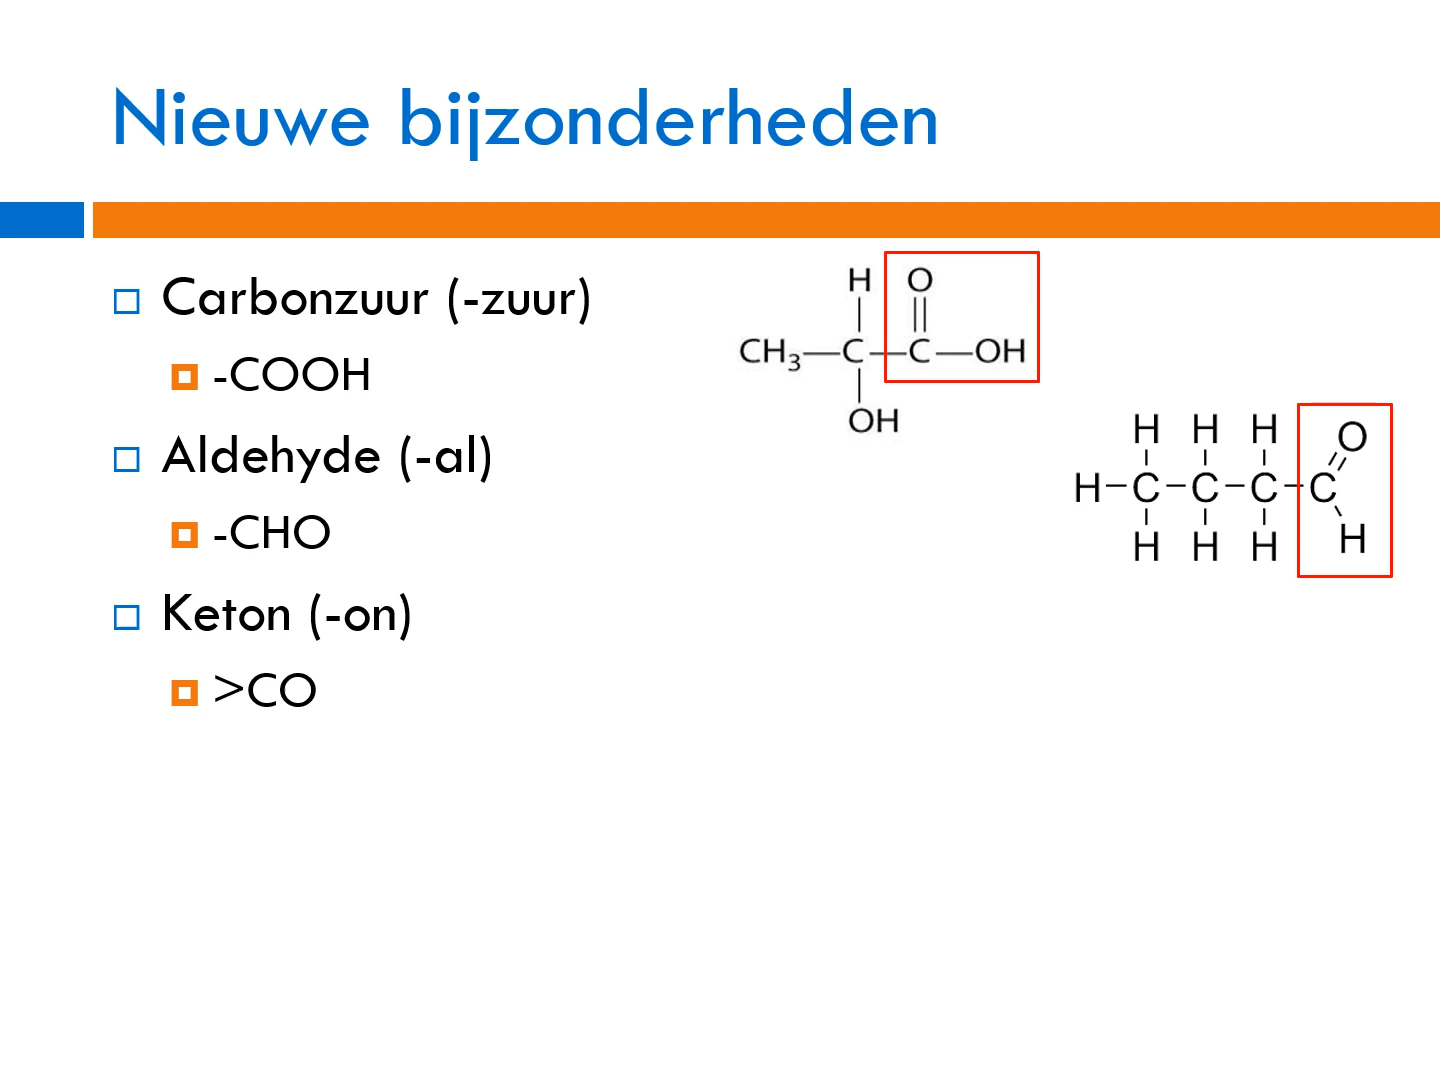 Nieuwe bijzonderheden
Carbonzuur (-zuur)
-COOH
Aldehyde (-al)
-CHO
Keton (-on)
>CO
H O
CH₃—C—C—OH
OH
H H H O
H–C–C–C–C
H H H H